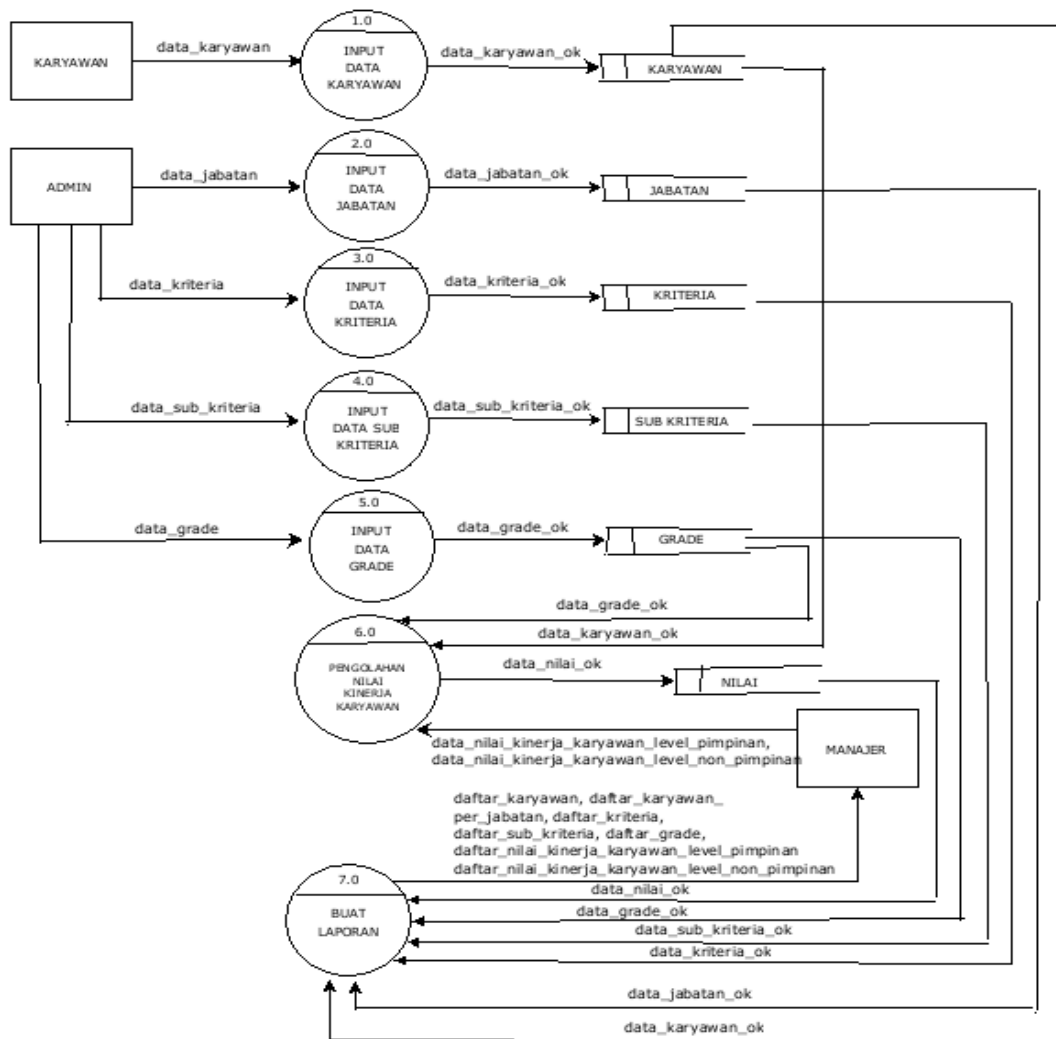 1.0
KARYAWAN
data_karyawan
INPUT
DATA
KARYAWAN
data_karyawan_ok
KARYAWAN
2.0
ADMIN
data_jabatan
INPUT
DATA
JABATAN
data_jabatan_ok
JABATAN
3.0
data_kriteria
INPUT
DATA
KRITERIA
data_kriteria_ok
KRITERIA
4.0
data_sub_kriteria
INPUT
DATA SUB
KRITERIA
data_sub_kriteria_ok
SUB KRITERIA
5.0
data_grade
INPUT
DATA
GRADE
data_grade_ok
GRADE
data_grade_ok
6.0
data_karyawan_ok
PENGOLAHAN
NILAI
KINERJA
KARYAWAN
data_nilai_ok
NILAI
data_nilai_kinerja_karyawan_level_pimpinan,
data_nilai_kinerja_karyawan_level_non_pimpinan
MANAJER
daftar_karyawan, daftar_karyawan_
per_jabatan, daftar_kriteria,
daftar_sub_kriteria, daftar_grade,
daftar_nilai_kinerja_karyawan_level_pimpinan
daftar_nilai_kinerja_karyawan_level_non_pimpinan
7.0
BUAT
LAPORAN
data_nilai_ok
data_grade_ok
data_sub_kriteria_ok
data_kriteria_ok
data_jabatan_ok
data_karyawan_ok